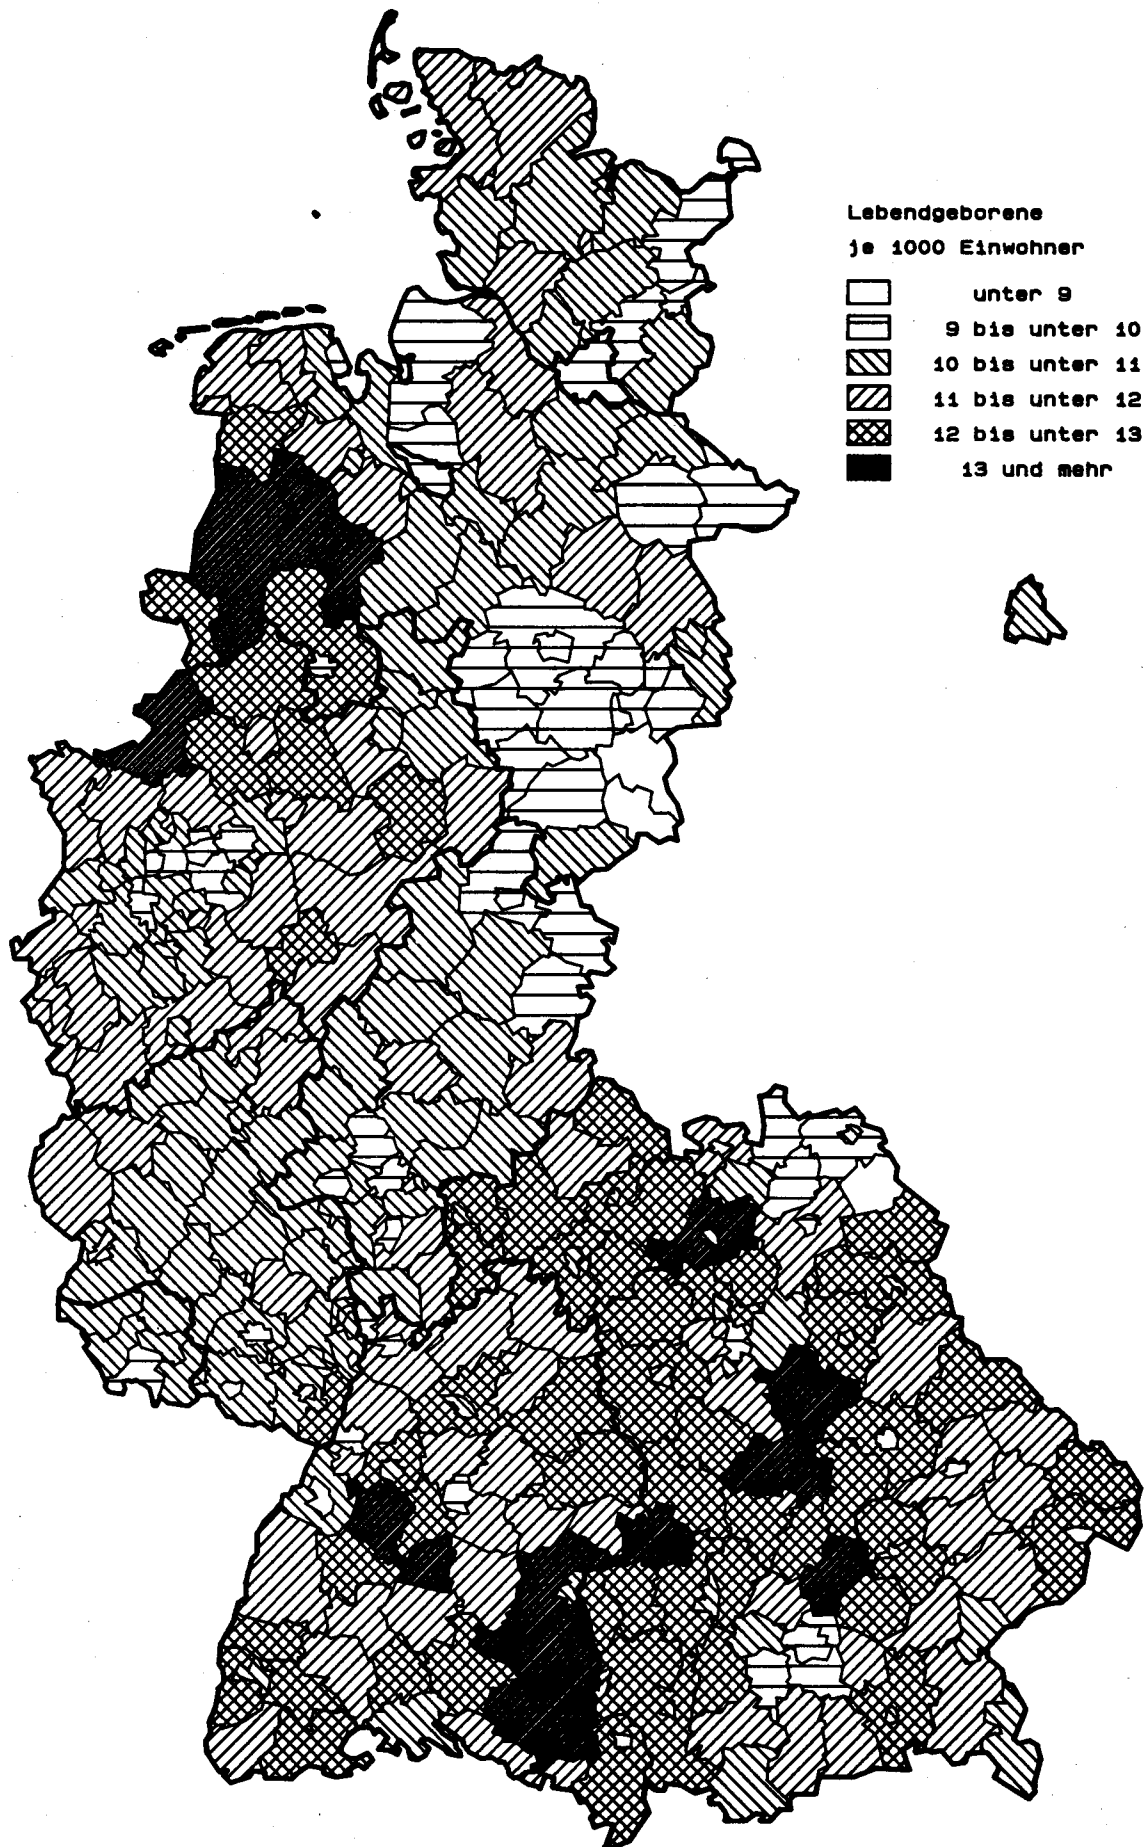 Lebendgeborene
je 1000 Einwohner
unter 9
9 bis unter 10
10 bis unter 11
11 bis unter 12
12 bis unter 13
13 und mehr